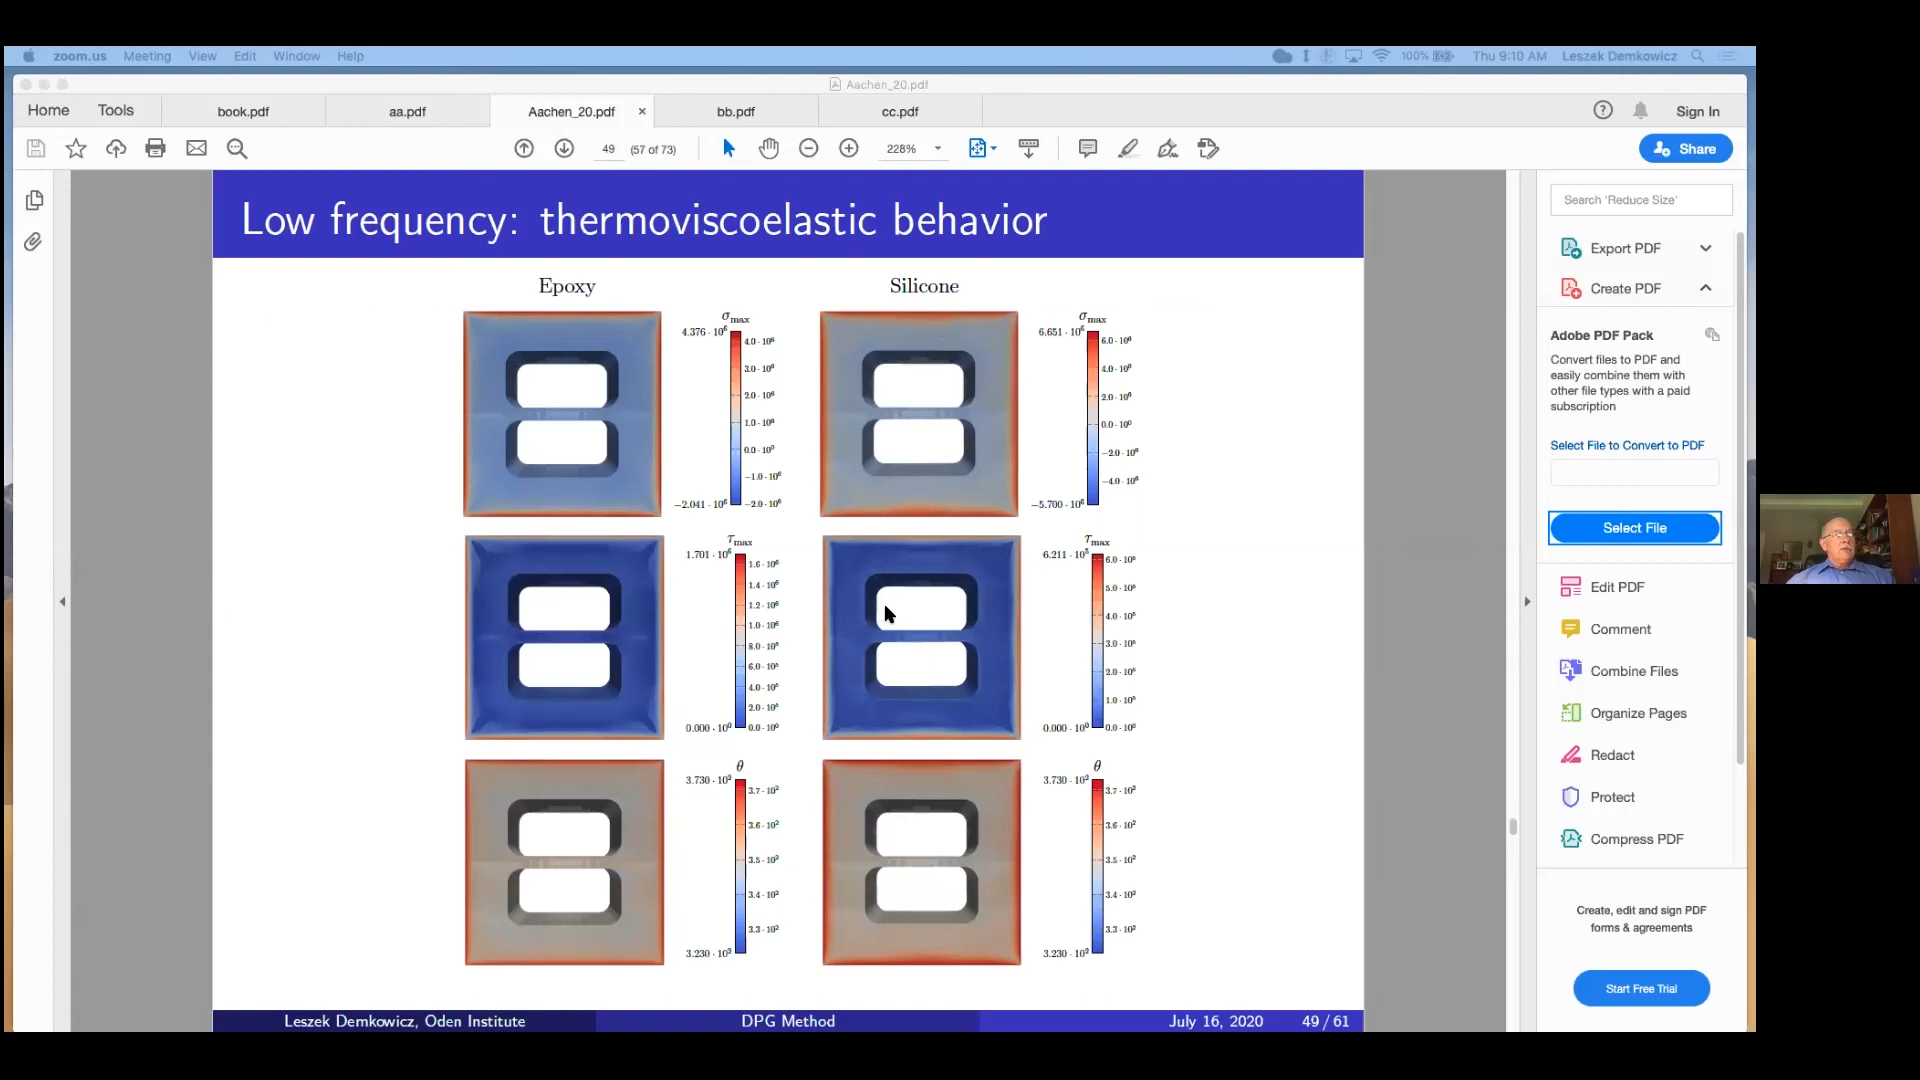 zoom.us Meeting View Edit Window Help 100% Thu 9:10 AM Leszek Demkowicz
Aachen_20.pdf
Home Tools book.pdf aa.pdf Aachen_20.pdf × bb.pdf cc.pdf Sign In
49 (57 of 73) 228% Share
Low frequency: thermoviscoelastic behavior
Epoxy Silicone
σmax σmax
4.376 · 10⁶ 6.651 · 10⁶
4.0 · 10⁶ 6.0 · 10⁶
3.0 · 10⁶ 4.0 · 10⁶
2.0 · 10⁶ 2.0 · 10⁶
1.0 · 10⁶ 0.0 · 10⁰
0.0 · 10⁰ −2.0 · 10⁶
−1.0 · 10⁶ −4.0 · 10⁶
−2.041 · 10⁶ −2.0 · 10⁶ −5.700 · 10⁶
τmax τmax
1.701 · 10⁶ 6.211 · 10⁵
1.6 · 10⁶ 6.0 · 10⁵
1.4 · 10⁶ 5.0 · 10⁵
1.2 · 10⁶ 4.0 · 10⁵
1.0 · 10⁶ 3.0 · 10⁵
8.0 · 10⁵ 2.0 · 10⁵
6.0 · 10⁵ 1.0 · 10⁵
4.0 · 10⁵
2.0 · 10⁵
0.000 · 10⁰ 0.0 · 10⁰ 0.000 · 10⁰ 0.0 · 10⁰
θ θ
3.730 · 10² 3.730 · 10²
3.7 · 10² 3.7 · 10²
3.6 · 10² 3.6 · 10²
3.5 · 10² 3.5 · 10²
3.4 · 10² 3.4 · 10²
3.3 · 10² 3.3 · 10²
3.230 · 10² 3.230 · 10²
Leszek Demkowicz, Oden Institute DPG Method July 16, 2020 49 / 61
Search 'Reduce Size'
Export PDF
Create PDF
Adobe PDF Pack
Convert files to PDF and
easily combine them with
other file types with a paid
subscription
Select File to Convert to PDF
Select File
Edit PDF
Comment
Combine Files
Organize Pages
Redact
Protect
Compress PDF
Create, edit and sign PDF
forms & agreements
Start Free Trial